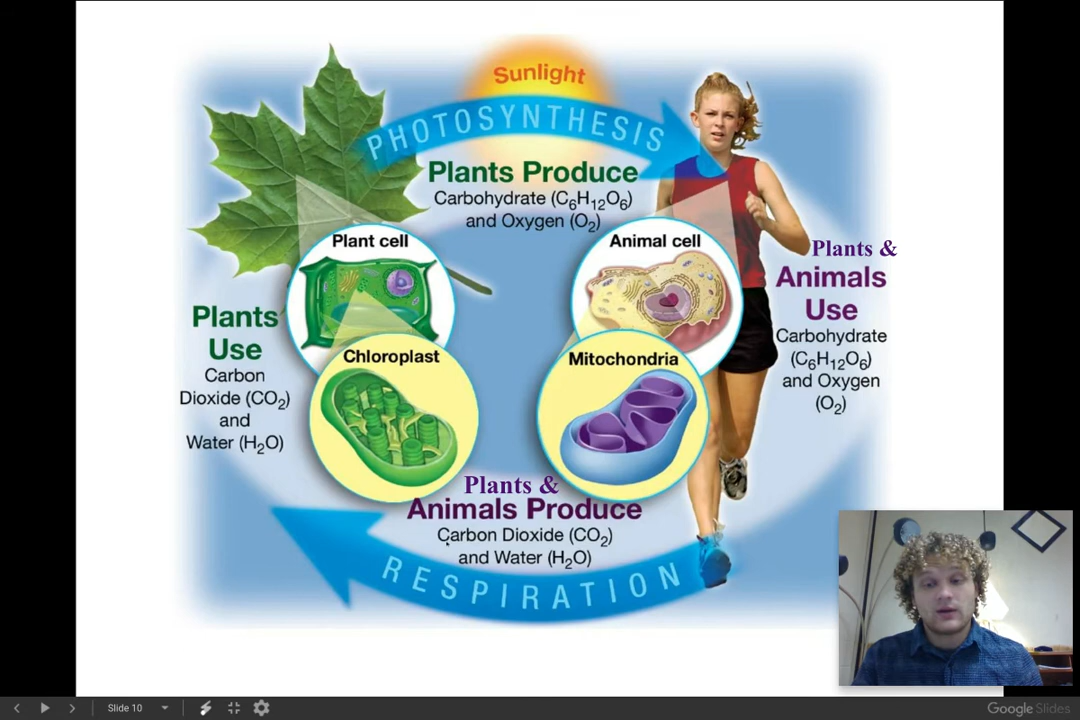 Sunlight
PHOTOSYNTHESIS
Plants Produce
Carbohydrate (C₆H₁₂O₆)
and Oxygen (O₂)
Plant cell
Animal cell
Plants &
Animals
Use
Carbohydrate
(C₆H₁₂O₆)
and Oxygen
(O₂)
Plants
Use
Carbon
Dioxide (CO₂)
and
Water (H₂O)
Chloroplast
Mitochondria
Plants &
Animals Produce
Carbon Dioxide (CO₂)
and Water (H₂O)
RESPIRATION
Slide 10
Google Slides